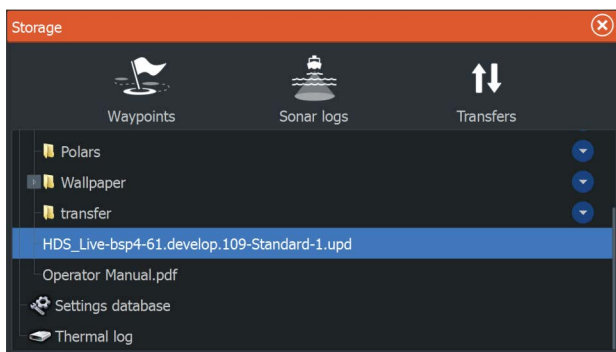 Storage
Waypoints
Sonar logs
Transfers
Polars
Wallpaper
transfer
HDS_Live-bsp4-61.develop.109-Standard-1.upd
Operator Manual.pdf
Settings database
Thermal log